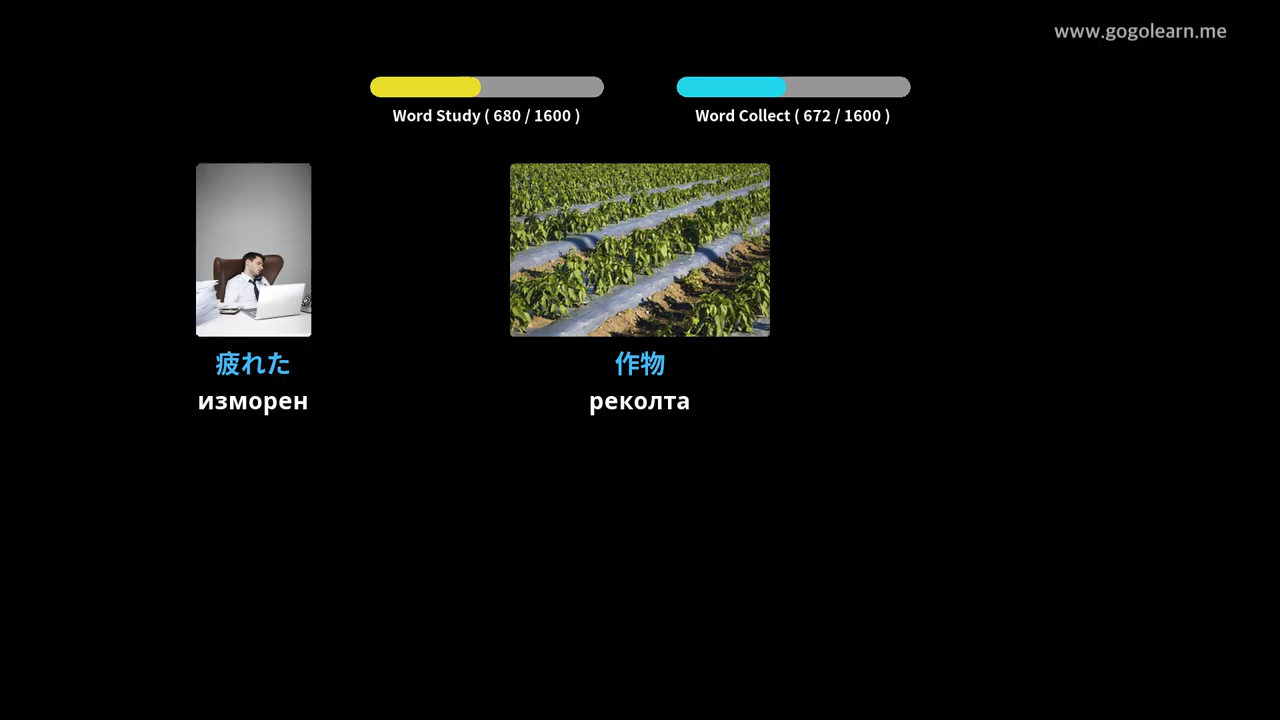 www.gogolearn.me
Word Study ( 680 / 1600 )
Word Collect ( 672 / 1600 )
疲れた
作物
изморен
реколта